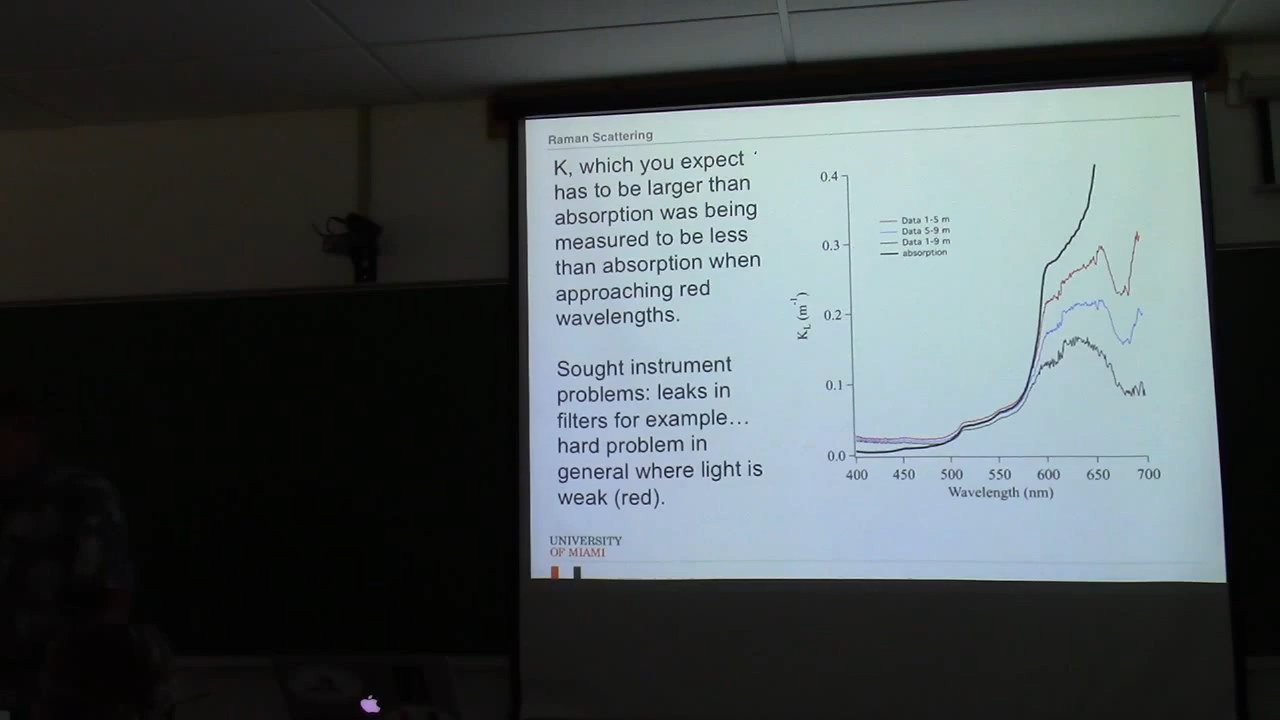 Raman Scattering
K, which you expect
has to be larger than
absorption was being
measured to be less
than absorption when
approaching red
wavelengths.
Sought instrument
problems: leaks in
filters for example…
hard problem in
general where light is
weak (red).
UNIVERSITY
OF MIAMI
0.4
0.3
0.2
0.1
0.0
K_L (m⁻¹)
Data 1-5 m
Data 5-9 m
Data 1-9 m
absorption
400 450 500 550 600 650 700
Wavelength (nm)